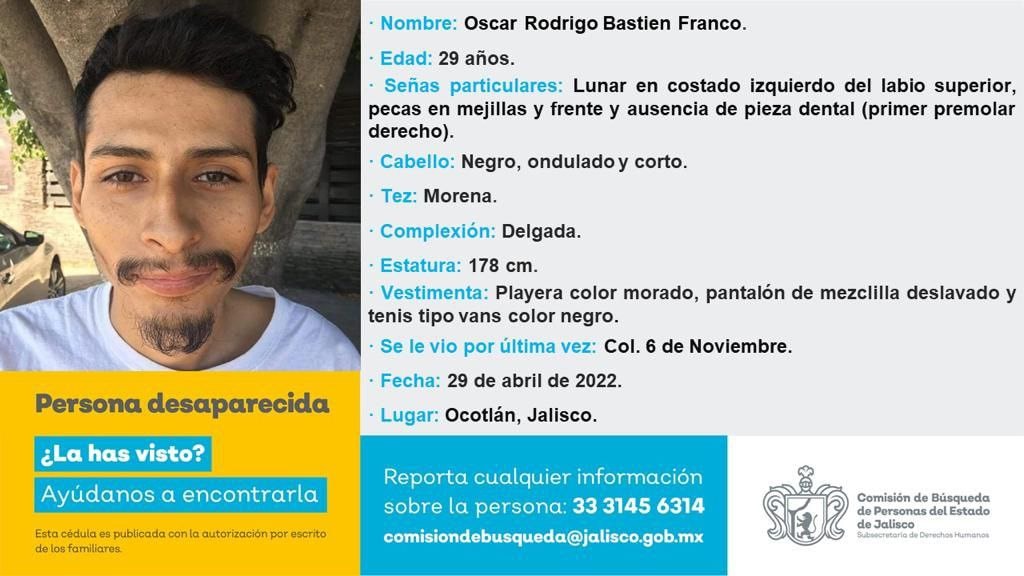 · Nombre: Oscar Rodrigo Bastien Franco.
· Edad: 29 años.
· Señas particulares: Lunar en costado izquierdo del labio superior,
pecas en mejillas y frente y ausencia de pieza dental (primer premolar
derecho).
· Cabello: Negro, ondulado y corto.
· Tez: Morena.
· Complexión: Delgada.
· Estatura: 178 cm.
· Vestimenta: Playera color morado, pantalón de mezclilla deslavado y
tenis tipo vans color negro.
· Se le vio por última vez: Col. 6 de Noviembre.
· Fecha: 29 de abril de 2022.
· Lugar: Ocotlán, Jalisco.
Persona desaparecida
¿La has visto?
Ayúdanos a encontrarla
Esta cédula es publicada con la autorización por escrito
de los familiares.
Reporta cualquier información
sobre la persona: 33 3145 6314
comisiondebusqueda@jalisco.gob.mx
Comisión de Búsqueda
de Personas del Estado
de Jalisco
Subsecretaría de Derechos Humanos